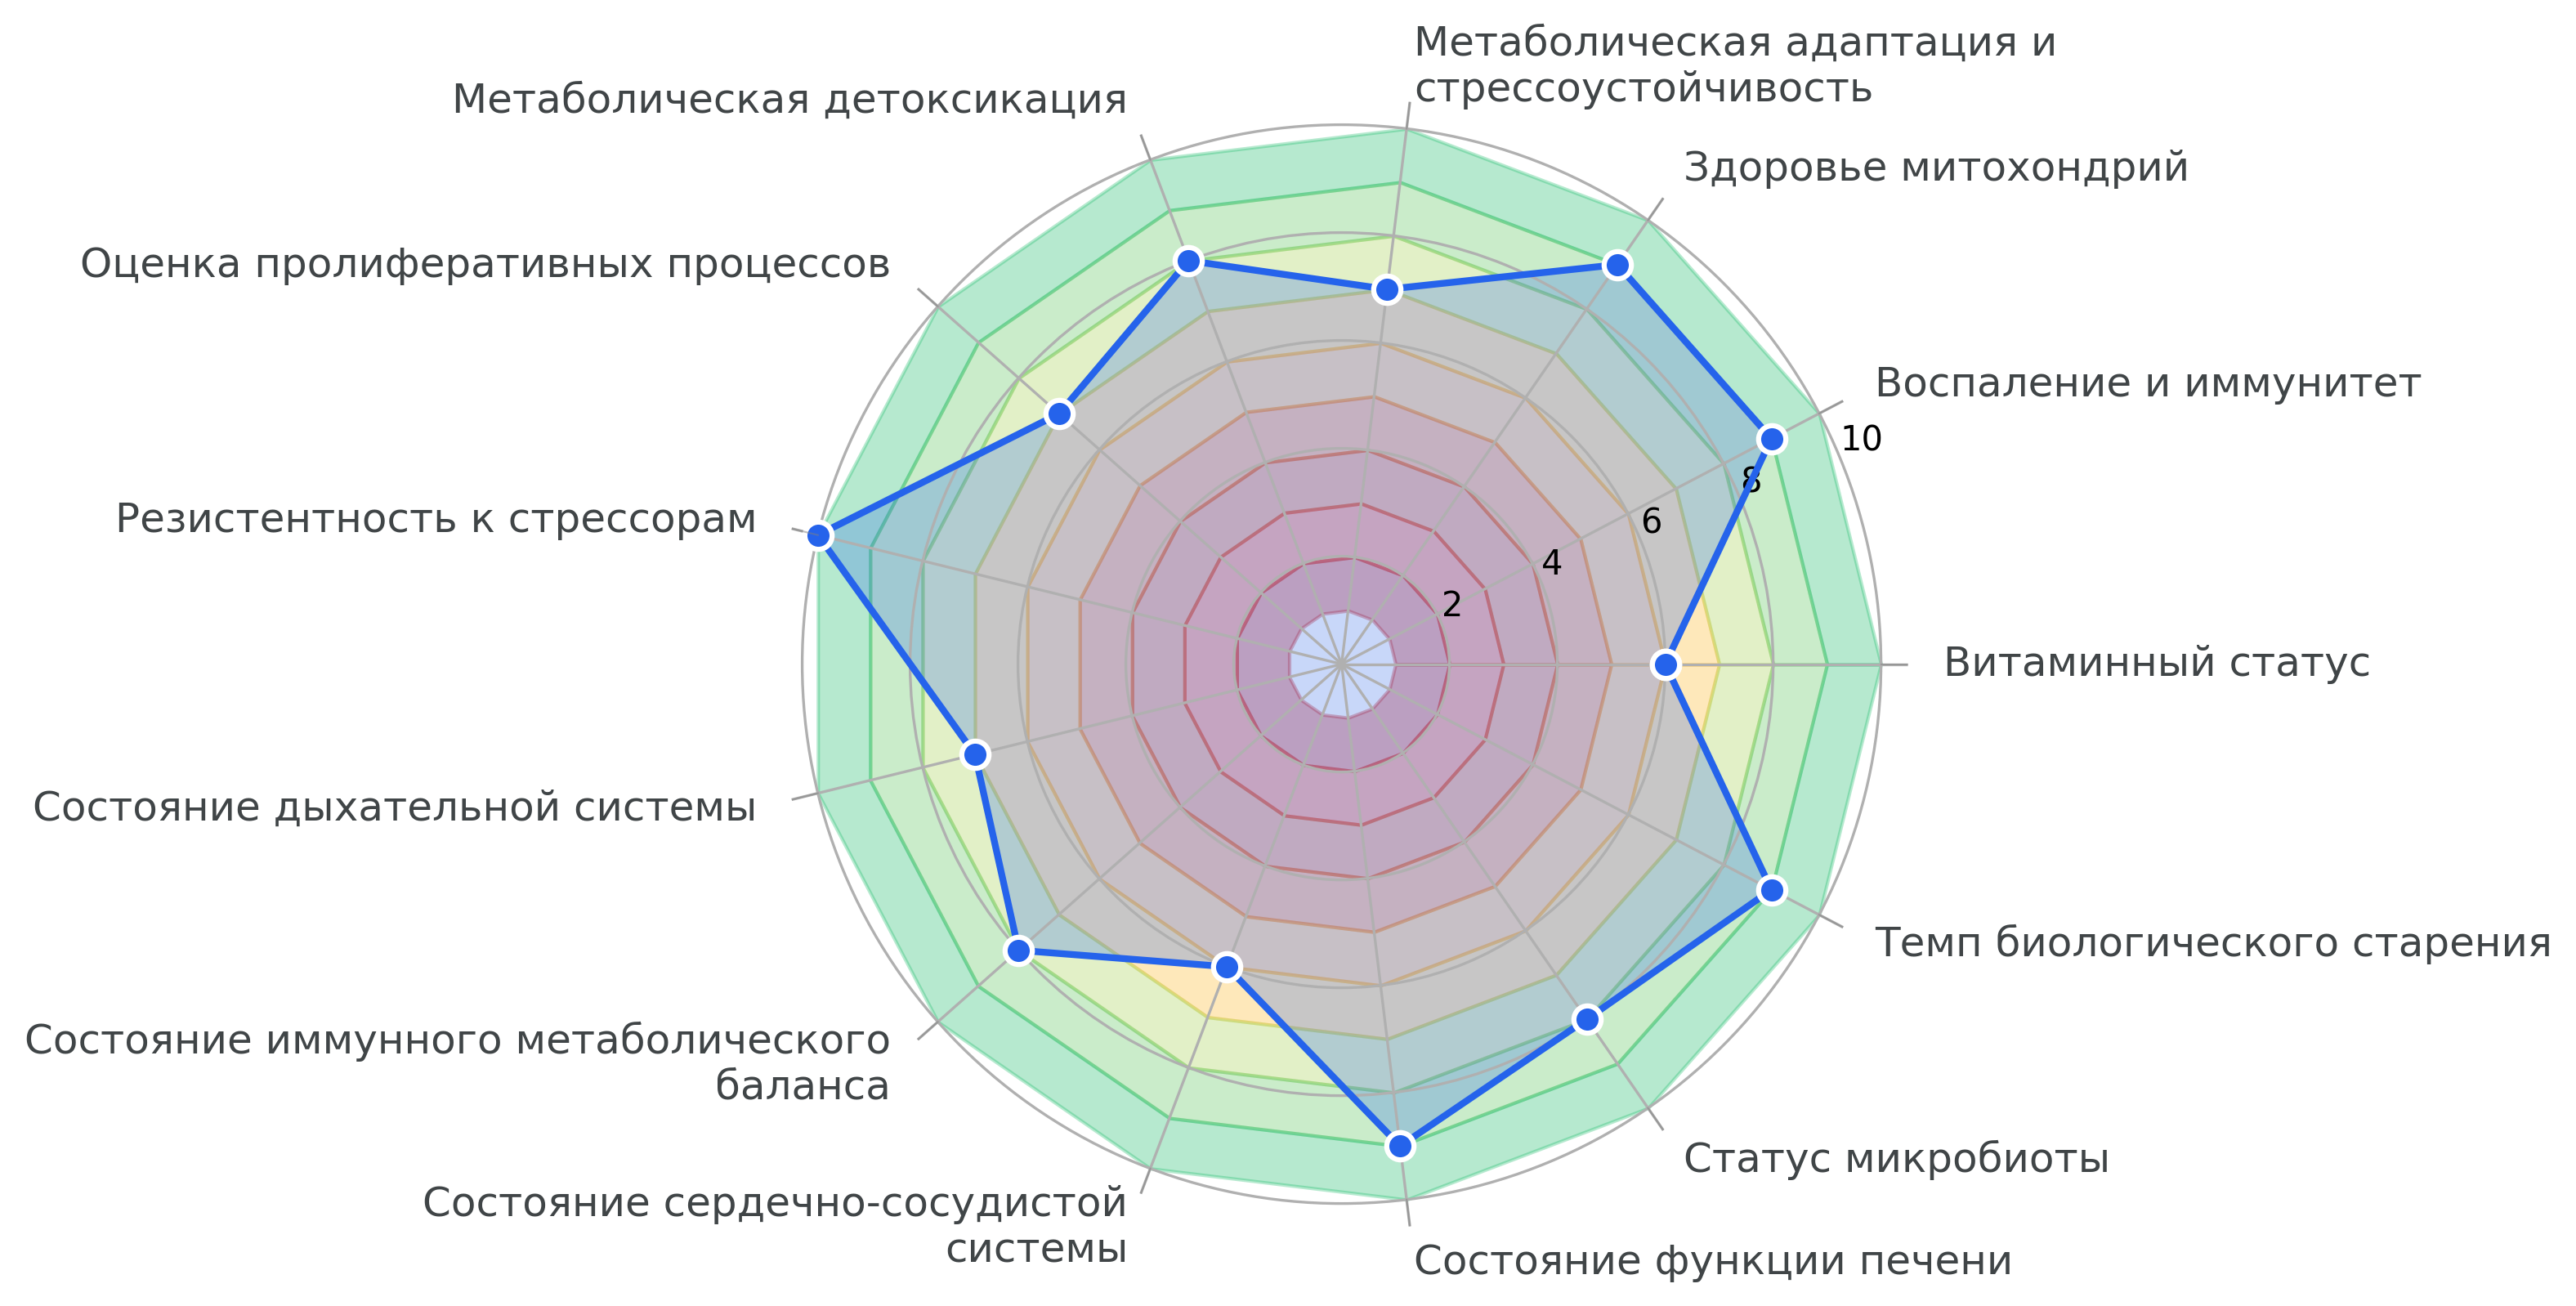 Метаболическая адаптация и
стрессоустойчивость
Метаболическая детоксикация
Здоровье митохондрий
Оценка пролиферативных процессов
Воспаление и иммунитет
10
8
Резистентность к стрессорам
6
4
2
Витаминный статус
Состояние дыхательной системы
Темп биологического старения
Состояние иммунного метаболического
баланса
Статус микробиоты
Состояние сердечно-сосудистой
системы
Состояние функции печени